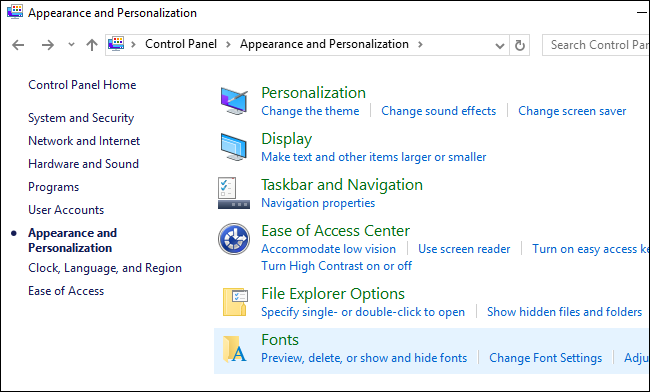 Appearance and Personalization
Control Panel > Appearance and Personalization >
Search Control
Control Panel Home
System and Security
Network and Internet
Hardware and Sound
Programs
User Accounts
Appearance and
Personalization
Clock, Language, and Region
Ease of Access
Personalization
Change the theme | Change sound effects | Change screen saver
Display
Make text and other items larger or smaller
Taskbar and Navigation
Navigation properties
Ease of Access Center
Accommodate low vision | Use screen reader | Turn on easy access
Turn High Contrast on or off
File Explorer Options
Specify single- or double-click to open | Show hidden files and folders
Fonts
Preview, delete, or show and hide fonts | Change Font Settings